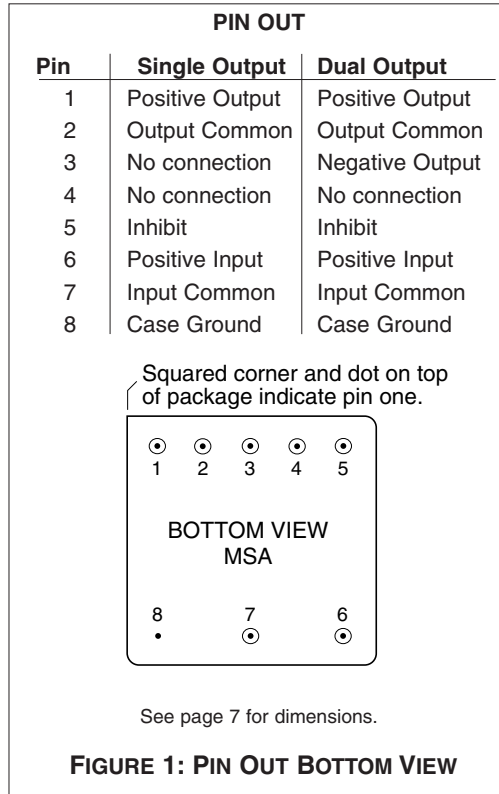 PIN OUT
Pin Single Output Dual Output
1 Positive Output Positive Output
2 Output Common Output Common
3 No connection Negative Output
4 No connection No connection
5 Inhibit Inhibit
6 Positive Input Positive Input
7 Input Common Input Common
8 Case Ground Case Ground
Squared corner and dot on top
of package indicate pin one.
1 2 3 4 5
BOTTOM VIEW
MSA
8 7 6
See page 7 for dimensions.
FIGURE 1: PIN OUT BOTTOM VIEW